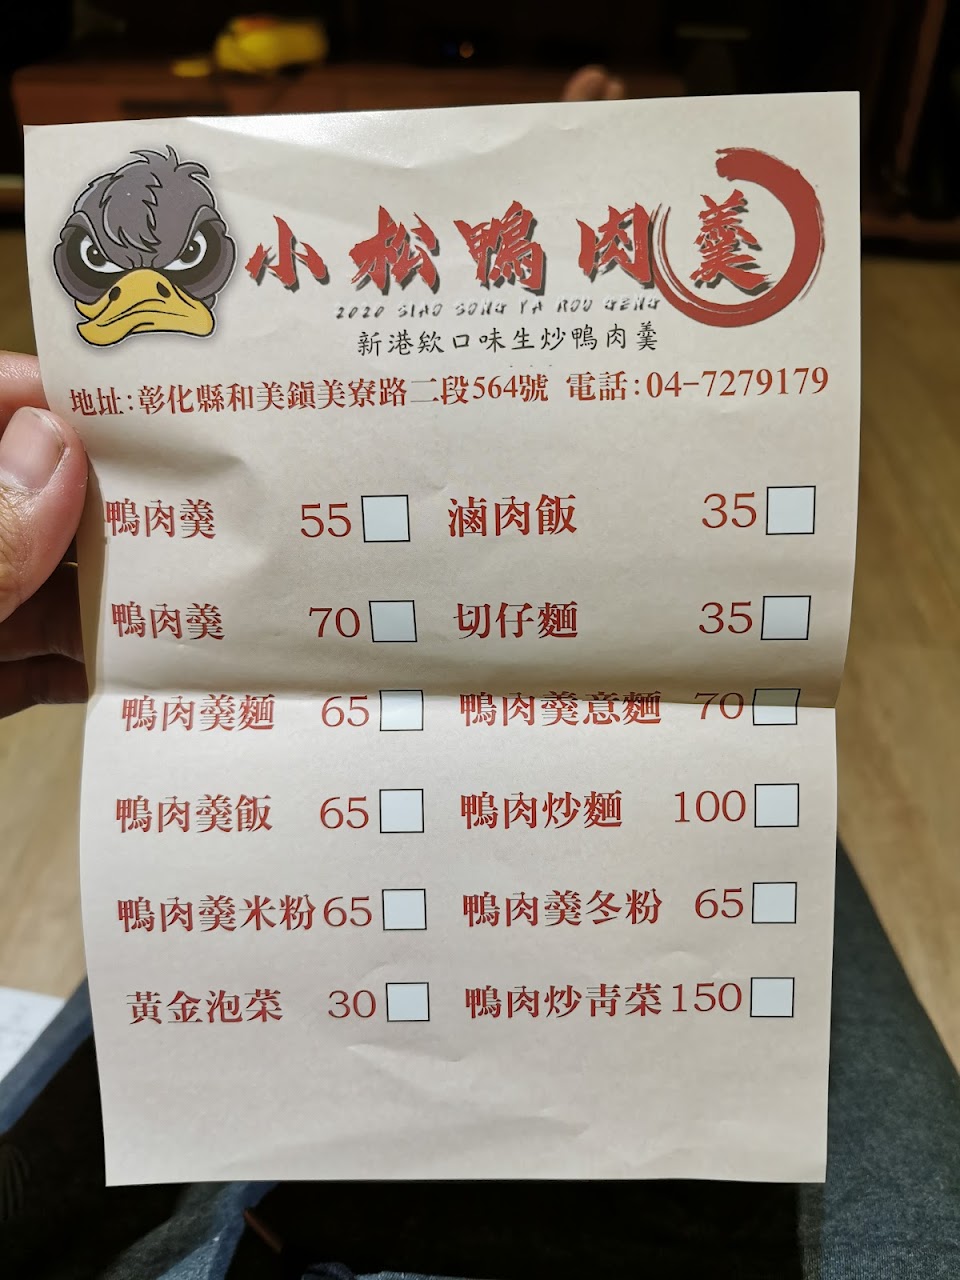 小松鴨肉羹
2020 SIAO SONG YA ROU GENG
新港欸口味生炒鴨肉羹
地址:彰化縣和美鎮美寮路二段564號 電話:04-7279179
鴨肉羹 55 滷肉飯 35
鴨肉羹 70 切仔麵 35
鴨肉羹麵 65 鴨肉羹意麵 70
鴨肉羹飯 65 鴨肉炒麵 100
鴨肉羹米粉 65 鴨肉羹冬粉 65
黃金泡菜 30 鴨肉炒青菜 150